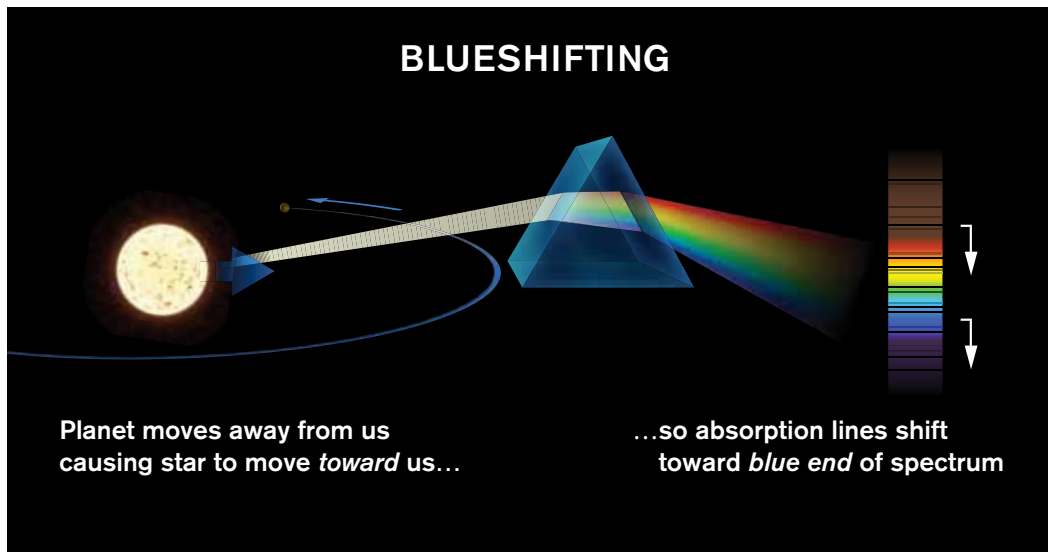 BLUESHIFTING
Planet moves away from us
causing star to move toward us…
…so absorption lines shift
toward blue end of spectrum